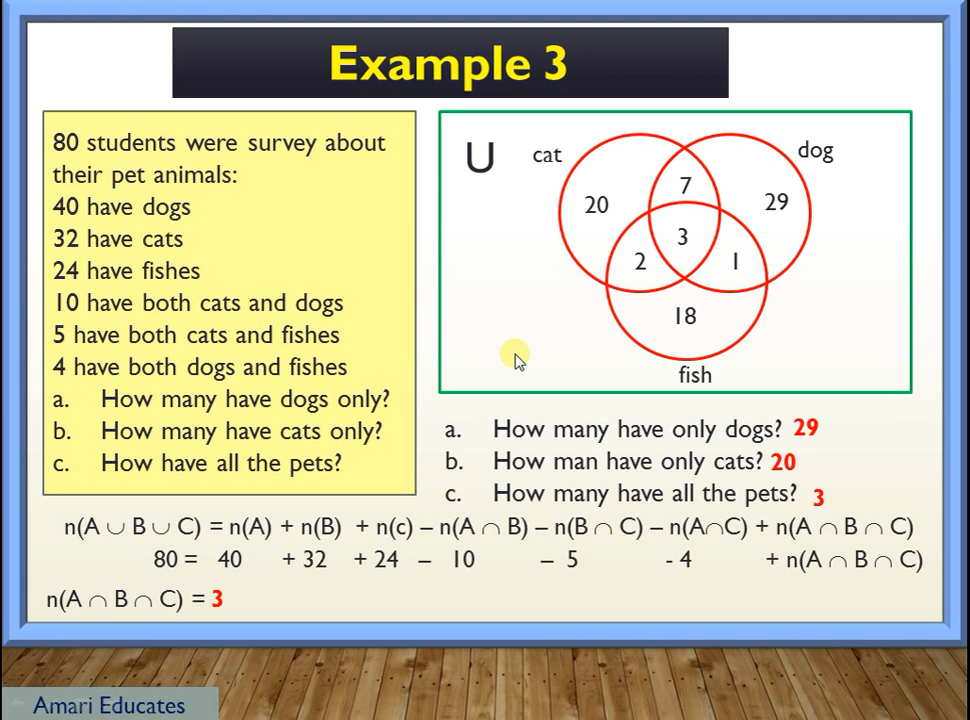 Example 3
80 students were survey about
their pet animals:
40 have dogs
32 have cats
24 have fishes
10 have both cats and dogs
5 have both cats and fishes
4 have both dogs and fishes
a. How many have dogs only?
b. How many have cats only?
c. How have all the pets?
U
cat
dog
7
20
29
3
2
1
18
fish
a. How many have only dogs? 29
b. How man have only cats? 20
c. How many have all the pets? 3
n(A ∪ B ∪ C) = n(A) + n(B) + n(c) – n(A ∩ B) – n(B ∩ C) – n(A∩C) + n(A ∩ B ∩ C)
80 = 40 + 32 + 24 – 10 – 5 - 4 + n(A ∩ B ∩ C)
n(A ∩ B ∩ C) = 3
Amari Educates